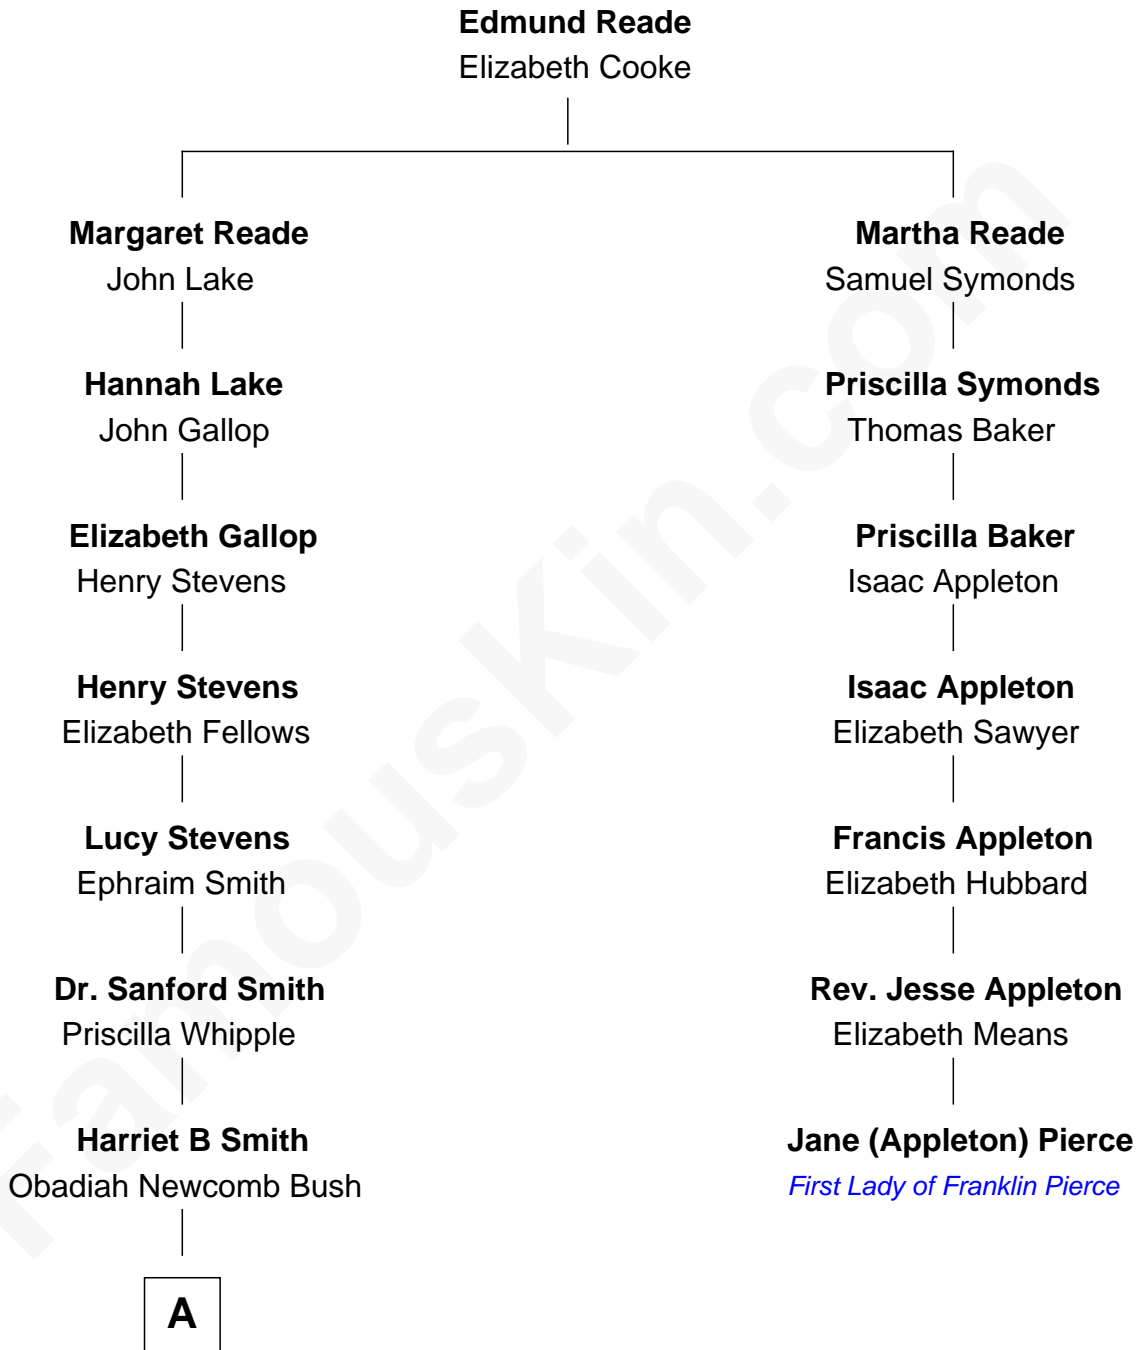 Edmund Reade
Elizabeth Cooke
Margaret Reade
John Lake
Hannah Lake
John Gallop
Elizabeth Gallop
Henry Stevens
Henry Stevens
Elizabeth Fellows
Lucy Stevens
Ephraim Smith
Dr. Sanford Smith
Priscilla Whipple
Harriet B Smith
Obadiah Newcomb Bush
A
Martha Reade
Samuel Symonds
Priscilla Symonds
Thomas Baker
Priscilla Baker
Isaac Appleton
Isaac Appleton
Elizabeth Sawyer
Francis Appleton
Elizabeth Hubbard
Rev. Jesse Appleton
Elizabeth Means
Jane (Appleton) Pierce
First Lady of Franklin Pierce
FamousKin.com